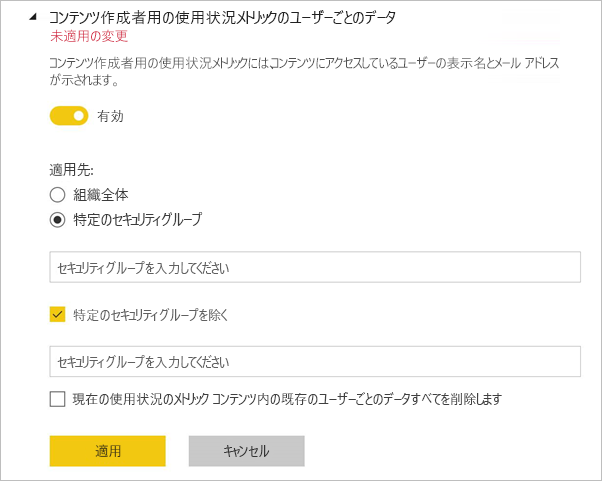 コンテンツ作成者用の使用状況メトリックのユーザーごとのデータ
未適用の変更
コンテンツ作成者用の使用状況メトリックには、コンテンツにアクセスしているユーザーの表示名とメール アドレス
が示されます。
有効
適用先:
組織全体
特定のセキュリティグループ
セキュリティグループを入力してください
特定のセキュリティグループを除く
セキュリティグループを入力してください
現在の使用状況のメトリック コンテンツ内の既存のユーザーごとのデータすべてを削除します
適用
キャンセル